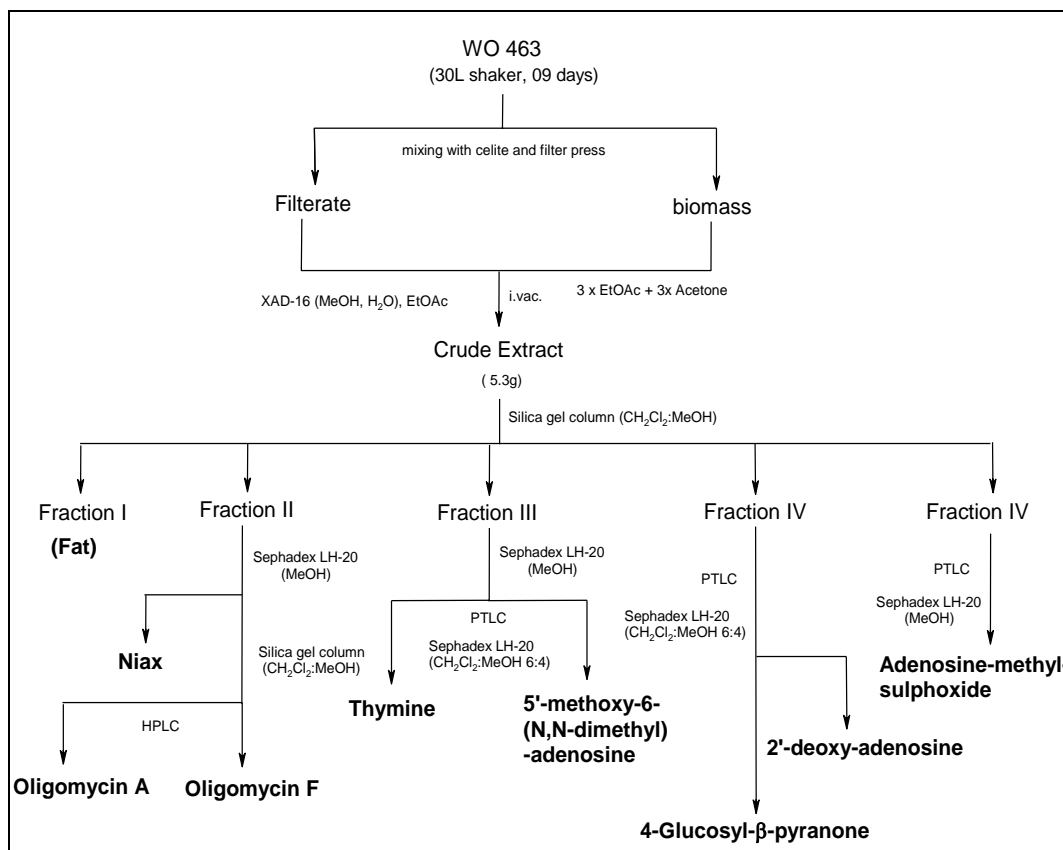 WO 463
(30L shaker, 09 days)
mixing with celite and filter press
Filterate
biomass
XAD-16 (MeOH, H₂O), EtOAc
i.vac.
3 x EtOAc + 3x Acetone
Crude Extract
( 5.3g)
Silica gel column (CH₂Cl₂:MeOH)
Fraction I
(Fat)
Fraction II
Fraction III
Fraction IV
Fraction IV
Sephadex LH-20
(MeOH)
Niax
Silica gel column
(CH₂Cl₂:MeOH)
HPLC
Oligomycin A
Oligomycin F
Sephadex LH-20
(MeOH)
PTLC
Sephadex LH-20
(CH₂Cl₂:MeOH 6:4)
Thymine
5'-methoxy-6-
(N,N-dimethyl)
-adenosine
PTLC
Sephadex LH-20
(CH₂Cl₂:MeOH 6:4)
2'-deoxy-adenosine
4-Glucosyl-β-pyranone
PTLC
Sephadex LH-20
(MeOH)
Adenosine-methyl-
sulphoxide